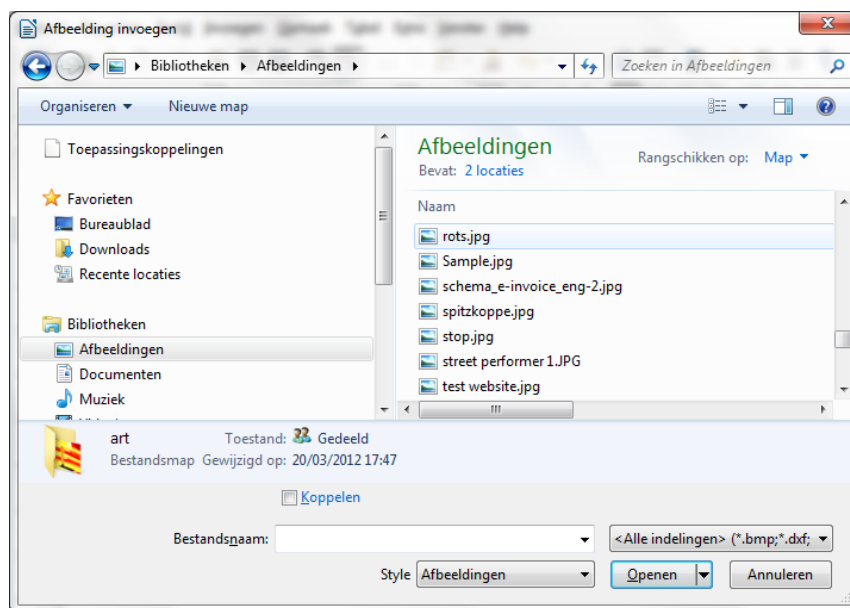 Afbeelding invoegen
Bibliotheken Afbeeldingen
Zoeken in Afbeeldingen
Organiseren
Nieuwe map
Toepassingskoppelingen
Favorieten
Bureaublad
Downloads
Recente locaties
Bibliotheken
Afbeeldingen
Documenten
Muziek
Afbeeldingen
Bevat: 2 locaties
Rangschikken op: Map
Naam
rots.jpg
Sample.jpg
schema_e-invoice_eng-2.jpg
spitzkoppe.jpg
stop.jpg
street performer 1.JPG
test website.jpg
art Toestand: Gedeeld
Bestandsmap Gewijzigd op: 20/03/2012 17:47
Koppelen
Bestandsnaam:
<Alle indelingen> (*.bmp;*.dxf;
Style Afbeeldingen
Openen
Annuleren